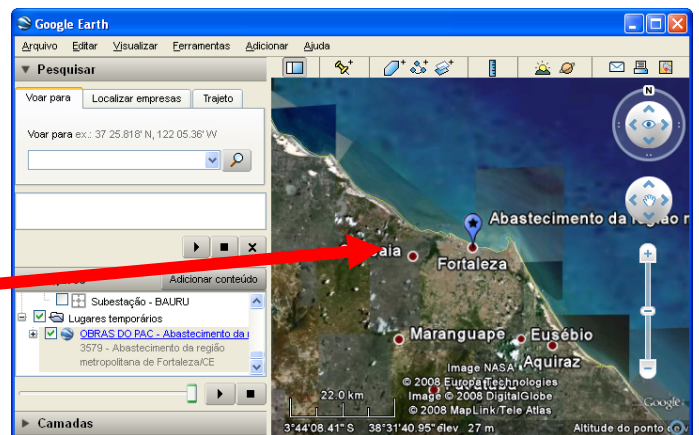 Google Earth
Arquivo Editar Visualizar Ferramentas Adicionar Ajuda
Pesquisar
Voar para Localizar empresas Trajeto
Voar para ex.: 37 25.818' N, 122 05.36' W
Adicionar conteúdo
Subestação - BAURU
Lugares temporários
OBRAS DO PAC - Abastecimento da
3579 - Abastecimento da região
metropolitana de Fortaleza/CE
Camadas
N
Abastecimento da região
Fortaleza
Maranguape
Eusébio
Aquiraz
Image NASA
© 2008 Europa Technologies
Image © 2008 DigitalGlobe
© 2008 MapLink/Tele Atlas
22.0 km
Google
3°44'08.41" S 38°31'40.95" elev 27 m Altitude do ponto